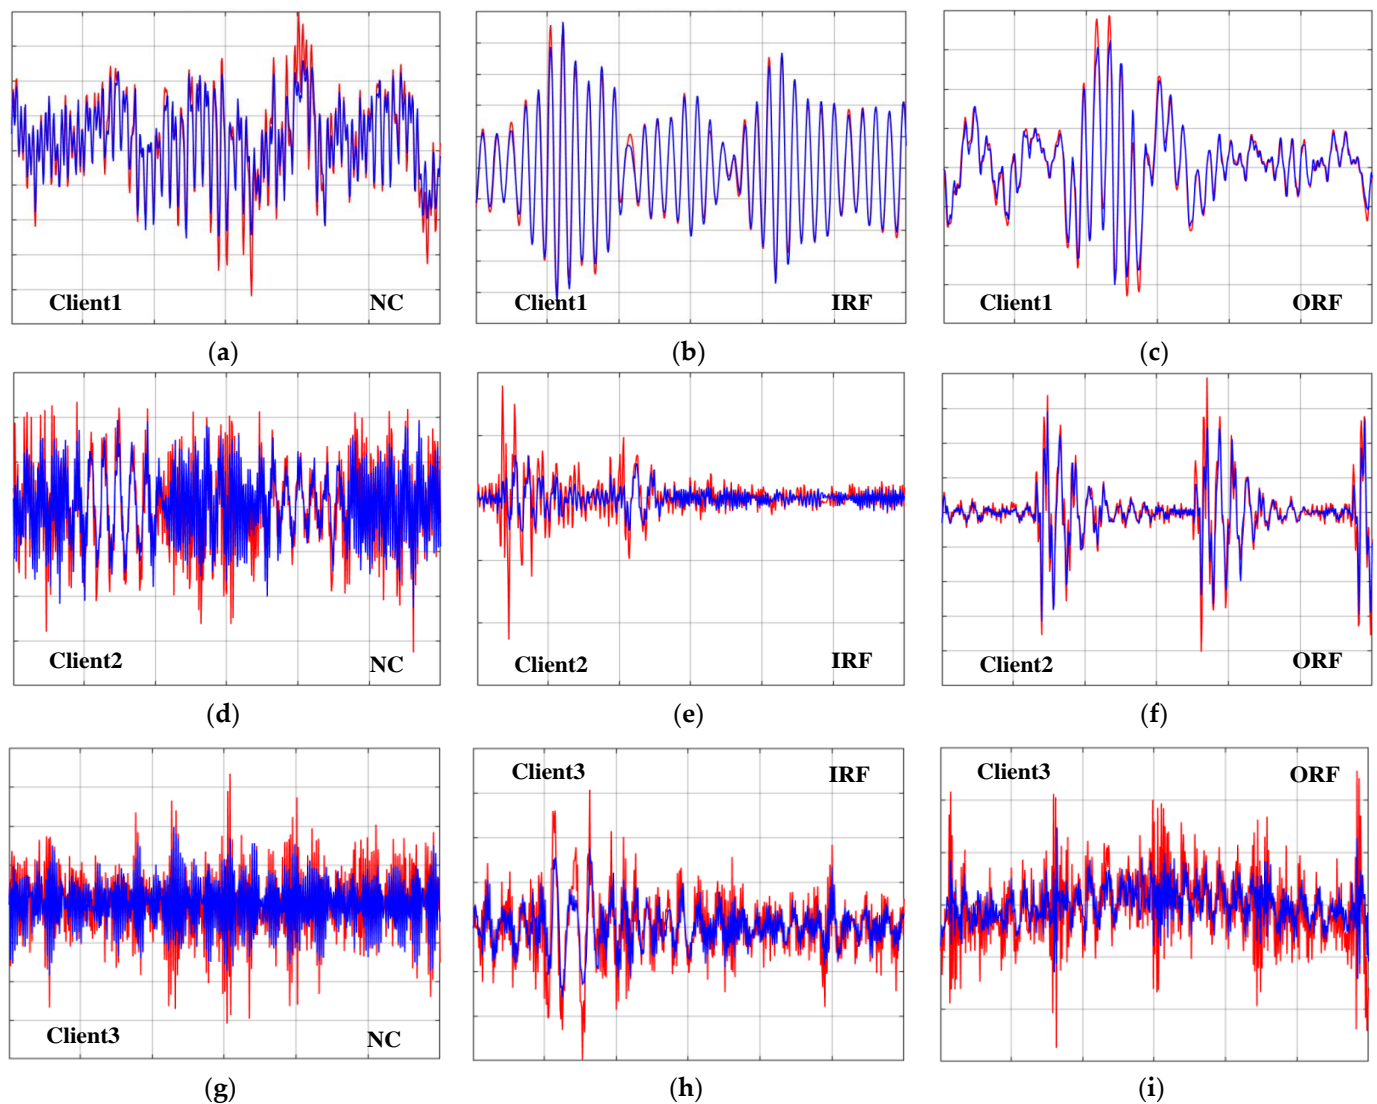 Client1 NC
Client1 IRF
Client1 ORF
(a)
(b)
(c)
Client2 NC
Client2 IRF
Client2 ORF
(d)
(e)
(f)
Client3 NC
Client3 IRF
Client3 ORF
(g)
(h)
(i)